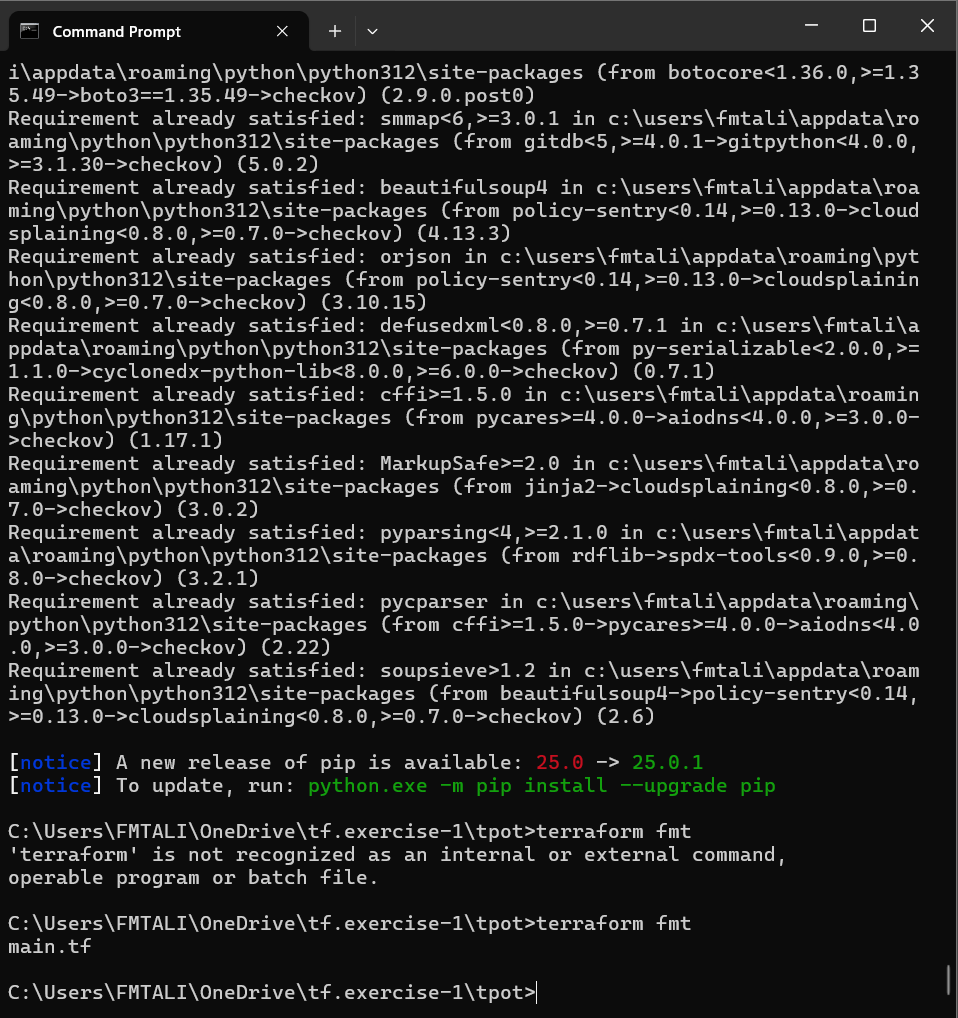 Command Prompt
i\appdata\roaming\python\python312\site-packages (from botocore<1.36.0,>=1.3
5.49->boto3==1.35.49->checkov) (2.9.0.post0)
Requirement already satisfied: smmap<6,>=3.0.1 in c:\users\fmtali\appdata\ro
aming\python\python312\site-packages (from gitdb<5,>=4.0.1->gitpython<4.0.0,
>=3.1.30->checkov) (5.0.2)
Requirement already satisfied: beautifulsoup4 in c:\users\fmtali\appdata\roa
ming\python\python312\site-packages (from policy-sentry<0.14,>=0.13.0->cloud
splaining<0.8.0,>=0.7.0->checkov) (4.13.3)
Requirement already satisfied: orjson in c:\users\fmtali\appdata\roaming\pyt
hon\python312\site-packages (from policy-sentry<0.14,>=0.13.0->cloudsplainin
g<0.8.0,>=0.7.0->checkov) (3.10.15)
Requirement already satisfied: defusedxml<0.8.0,>=0.7.1 in c:\users\fmtali\a
ppdata\roaming\python\python312\site-packages (from py-serializable<2.0.0,>=
1.1.0->cyclonedx-python-lib<8.0.0,>=6.0.0->checkov) (0.7.1)
Requirement already satisfied: cffi>=1.5.0 in c:\users\fmtali\appdata\roamin
g\python\python312\site-packages (from pycares>=4.0.0->aiodns<4.0.0,>=3.0.0-
>checkov) (1.17.1)
Requirement already satisfied: MarkupSafe>=2.0 in c:\users\fmtali\appdata\ro
aming\python\python312\site-packages (from jinja2->cloudsplaining<0.8.0,>=0.
7.0->checkov) (3.0.2)
Requirement already satisfied: pyparsing<4,>=2.1.0 in c:\users\fmtali\appdat
a\roaming\python\python312\site-packages (from rdflib->spdx-tools<0.9.0,>=0.
8.0->checkov) (3.2.1)
Requirement already satisfied: pycparser in c:\users\fmtali\appdata\roaming\
python\python312\site-packages (from cffi>=1.5.0->pycares>=4.0.0->aiodns<4.0
.0,>=3.0.0->checkov) (2.22)
Requirement already satisfied: soupsieve>1.2 in c:\users\fmtali\appdata\roam
ing\python\python312\site-packages (from beautifulsoup4->policy-sentry<0.14,
>=0.13.0->cloudsplaining<0.8.0,>=0.7.0->checkov) (2.6)
[notice] A new release of pip is available: 25.0 -> 25.0.1
[notice] To update, run: python.exe -m pip install --upgrade pip
C:\Users\FMTALI\OneDrive\tf.exercise-1\tpot>terraform fmt
'terraform' is not recognized as an internal or external command,
operable program or batch file.
C:\Users\FMTALI\OneDrive\tf.exercise-1\tpot>terraform fmt
main.tf
C:\Users\FMTALI\OneDrive\tf.exercise-1\tpot>